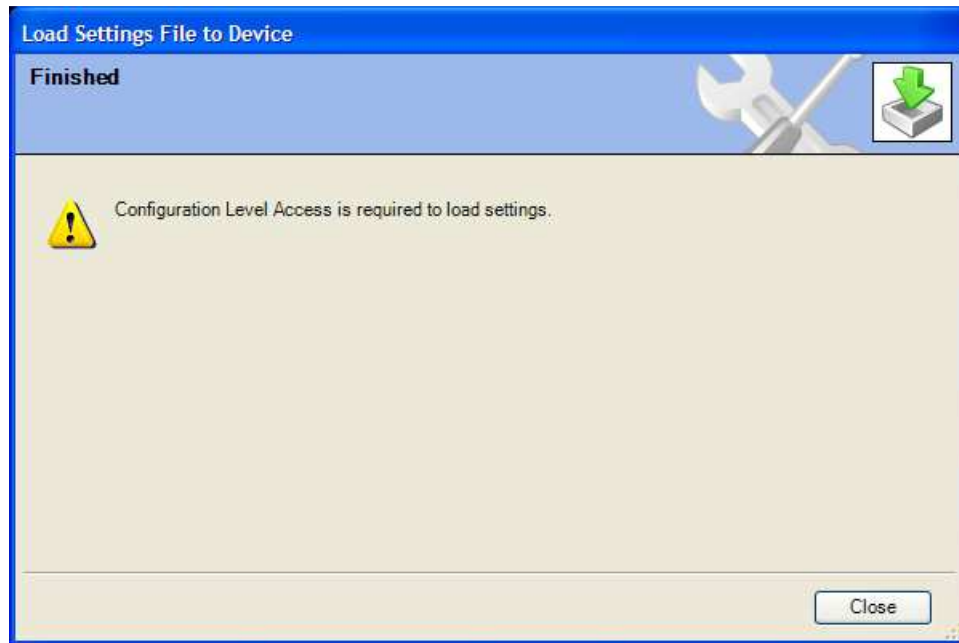 Load Settings File to Device
Finished
Configuration Level Access is required to load settings.
Close